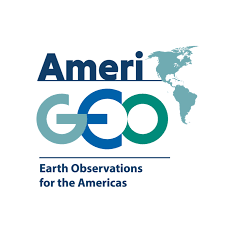 Ameri
GEO
Earth Observations
for the Americas